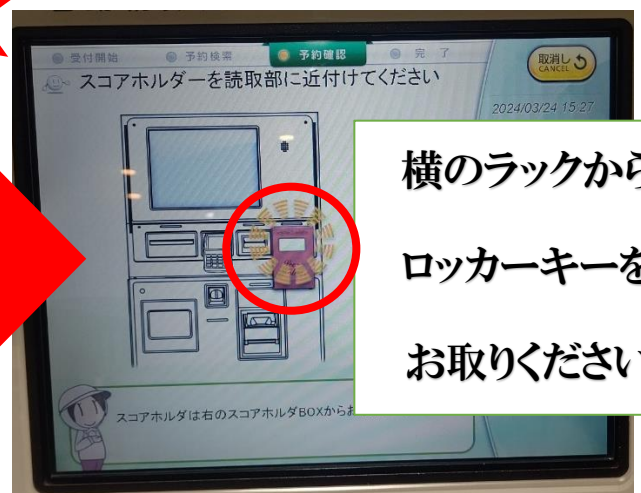 受付開始
予約検索
予約確認
完 了
取消し
CANCEL
スコアホルダーを読取部に近付けてください
2024/03/24 15:27
横のラックから
ロッカーキーを
お取りください
スコアホルダは右のスコアホルダBOXからお